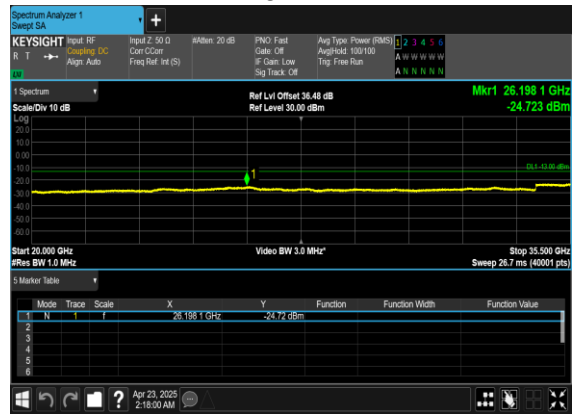 Spectrum Analyzer 1
Swept SA
+
KEYSIGHT
R T
LW
Input: RF
Coupling: DC
Align: Auto
Input Z: 50 Ω
Corr CCorr
Freq Ref: Int (S)
#Atten: 20 dB
PNO: Fast
Gate: Off
IF Gain: Low
Sig Track: Off
Avg Type: Power (RMS)
Avg|Hold: 100/100
Trig: Free Run
1 2 3 4 5 6
A W W W W W
A N N N N N
1 Spectrum
Scale/Div 10 dB
Log
Ref Lvl Offset 36.48 dB
Ref Level 30.00 dBm
Mkr1 26.198 1 GHz
-24.723 dBm
20.0
10.0
0.00
-10.0
-20.0
-30.0
-40.0
-50.0
-60.0
1
DL1 -13.00 dBm
Start 20.000 GHz
#Res BW 1.0 MHz
Video BW 3.0 MHz*
Stop 35.500 GHz
Sweep 26.7 ms (40001 pts)
5 Marker Table
Mode Trace Scale X Y Function Function Width Function Value
1 N 1 f 26.198 1 GHz -24.72 dBm
2
3
4
5
6
?
Apr 23, 2025
2:18:00 AM